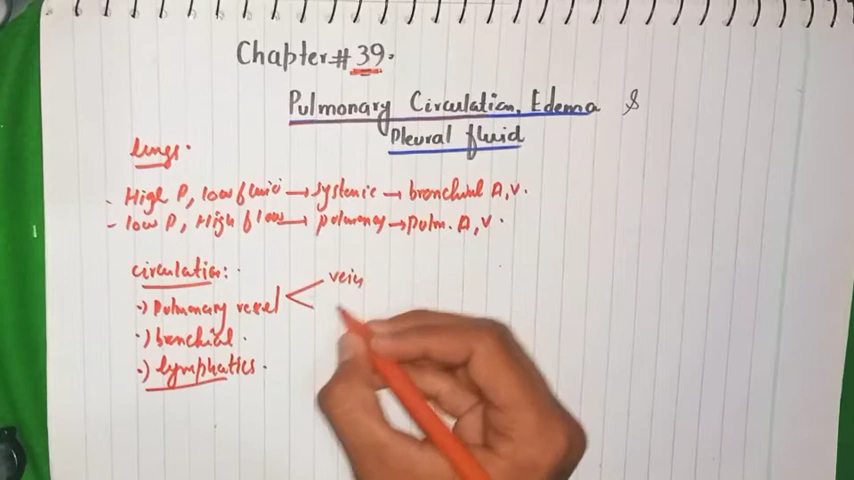 Chapter # 39.
Pulmonary Circulation, Edema &
Pleural fluid
lungs.
- High P, low fluid → systemic → bronchial A, V.
- low P, High flow → pulmonary → Pulm. A, V.
circulation:-
·) Pulmonary vessel < vein
·) bronchial.
·) lymphatics.